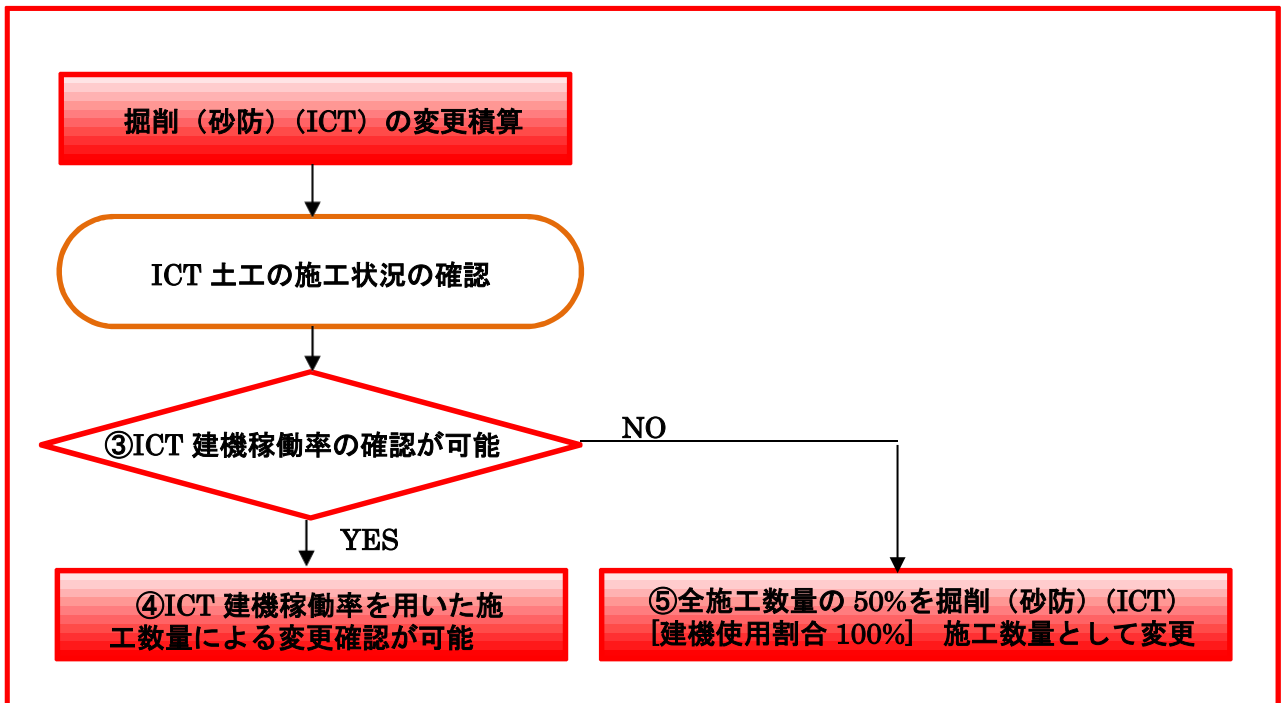 掘削（砂防）(ICT）の変更積算
ICT 土工の施工状況の確認
③ICT 建機稼働率の確認が可能
NO
YES
④ICT 建機稼働率を用いた施
工数量による変更確認が可能
⑤全施工数量の 50%を掘削（砂防）(ICT）
[建機使用割合 100%]　施工数量として変更